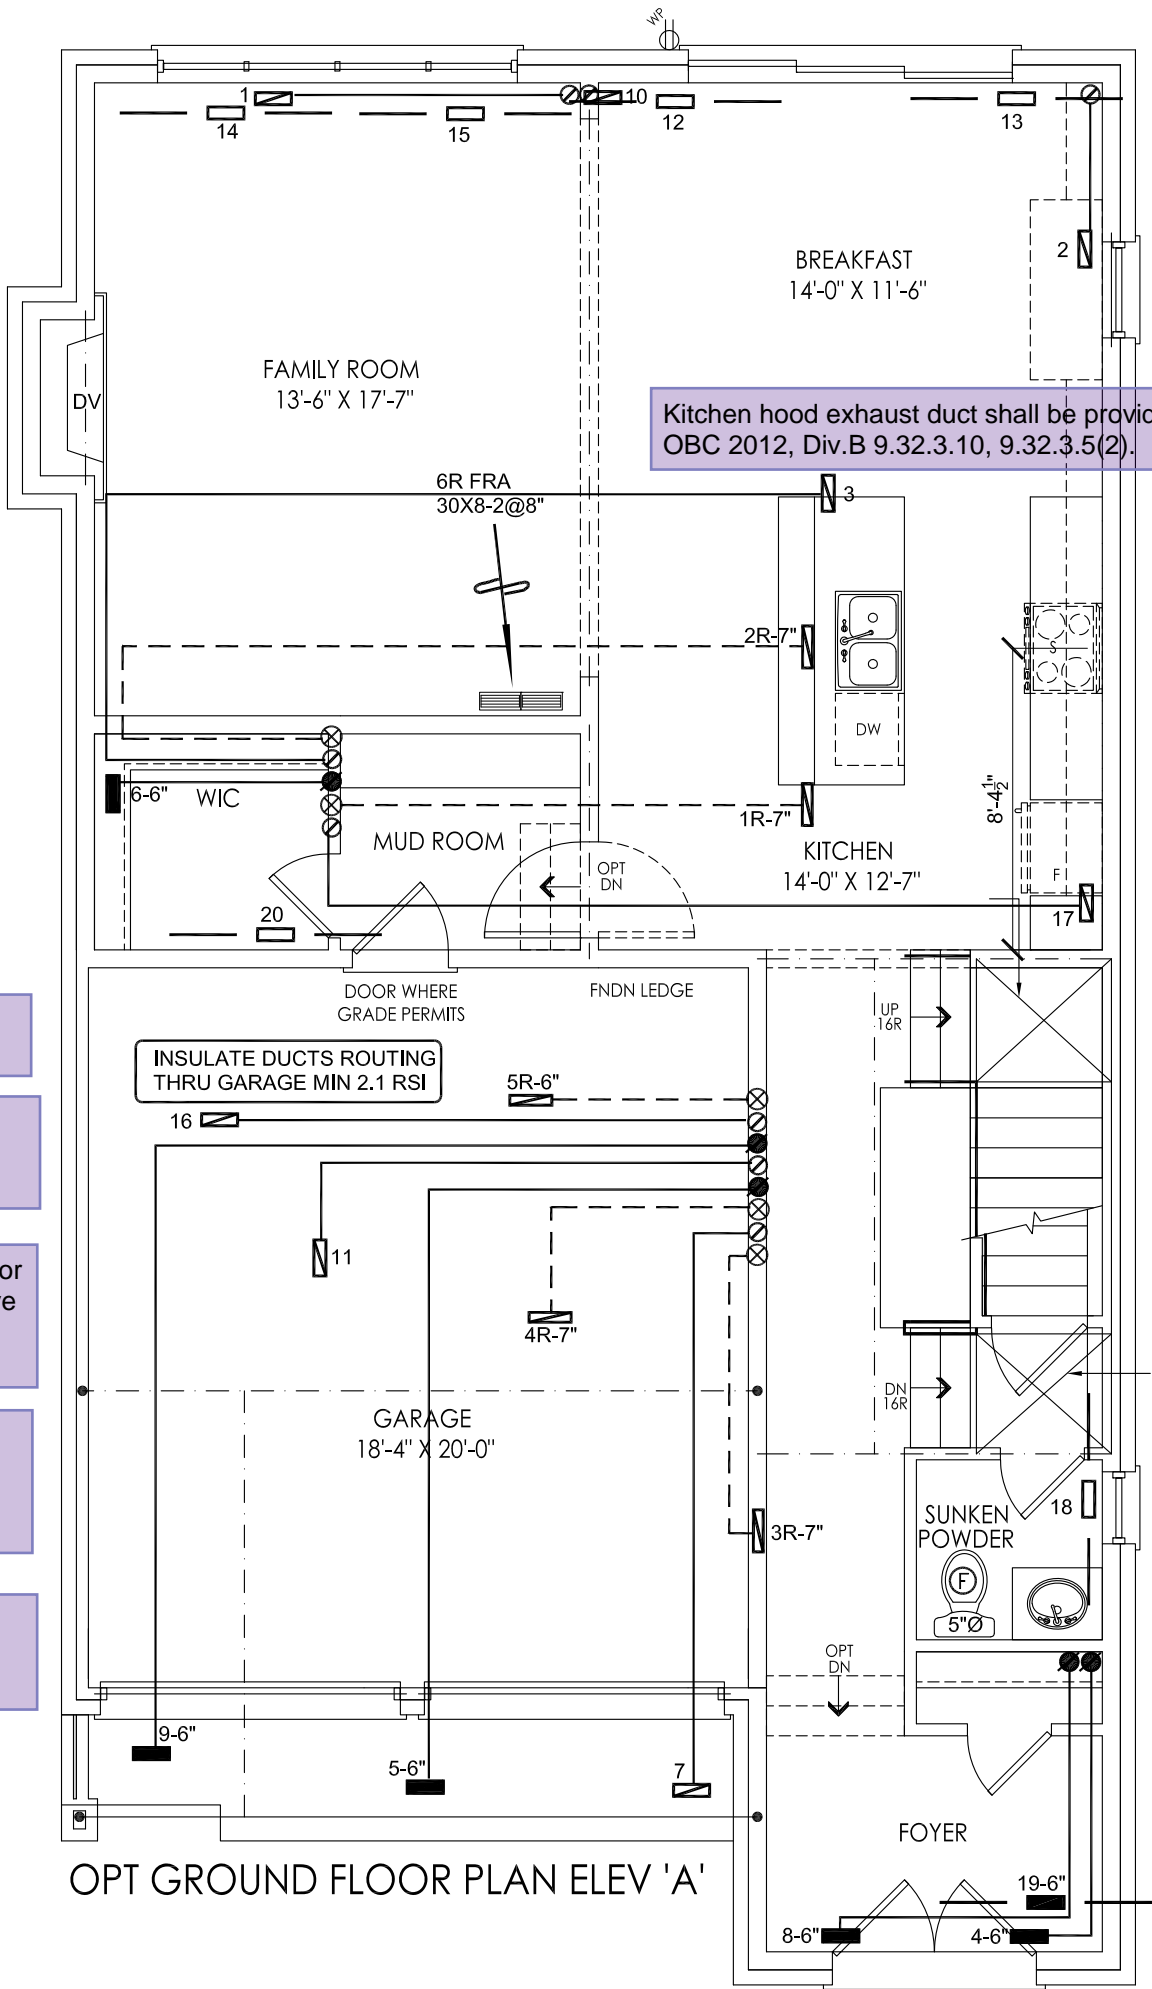 WP
1
10
14
15
12
13
2
BREAKFAST
14'-0" X 11'-6"
FAMILY ROOM
13'-6" X 17'-7"
DV
Kitchen hood exhaust duct shall be provid
OBC 2012, Div.B 9.32.3.10, 9.32.3.5(2).
6R FRA
30X8-2@8"
3
2R-7"
S
DW
6-6"
WIC
MUD ROOM
1R-7"
8'-4½"
KITCHEN
14'-0" X 12'-7"
OPT
DN
F
17
20
DOOR WHERE
GRADE PERMITS
FNDN LEDGE
UP
16R
INSULATE DUCTS ROUTING
THRU GARAGE MIN 2.1 RSI
5R-6"
16
11
or
re
4R-7"
DN
16R
GARAGE
18'-4" X 20'-0"
18
SUNKEN
POWDER
3R-7"
F
5"Ø
OPT
DN
9-6"
5-6"
7
FOYER
OPT GROUND FLOOR PLAN ELEV 'A'
19-6"
8-6"
4-6"